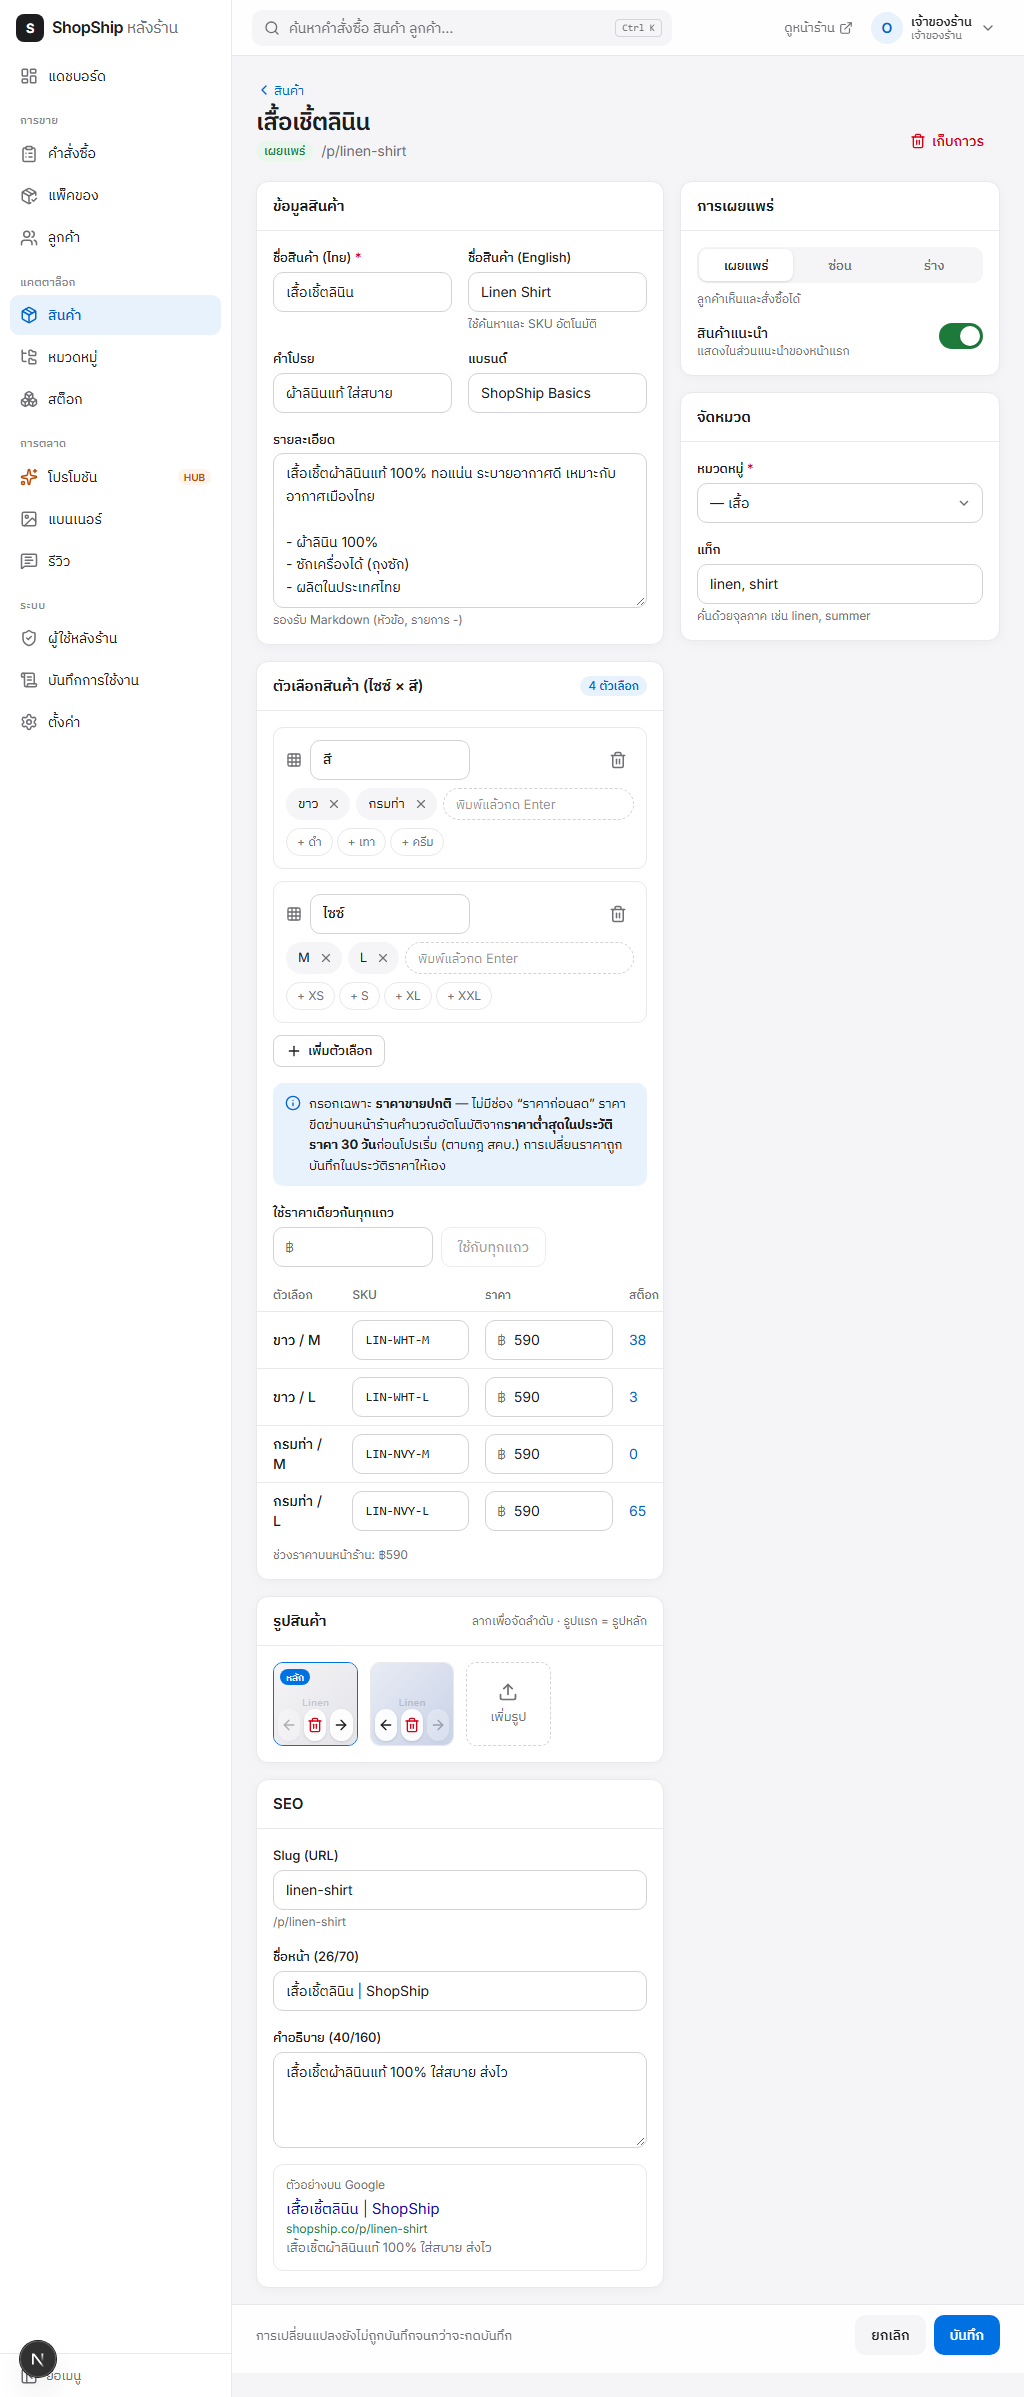 S ShopShip หลังร้าน
ค้นหาคำสั่งซื้อ สินค้า ลูกค้า... Ctrl K
ดูหน้าร้าน
O เจ้าของร้าน
เจ้าของร้าน
แดชบอร์ด
การขาย
คำสั่งซื้อ
แพ็คของ
ลูกค้า
แคตตาล็อก
สินค้า
หมวดหมู่
สต็อก
การตลาด
โปรโมชัน HUB
แบนเนอร์
รีวิว
ระบบ
ผู้ใช้หลังร้าน
บันทึกการใช้งาน
ตั้งค่า
N
ย่อเมนู
สินค้า
เสื้อเชิ้ตลินิน
เผยแพร่ /p/linen-shirt
เก็บถาวร
ข้อมูลสินค้า
ชื่อสินค้า (ไทย) * ชื่อสินค้า (English)
เสื้อเชิ้ตลินิน Linen Shirt
ใช้ค้นหาและ SKU อัตโนมัติ
คำโปรย แบรนด์
ผ้าลินินแท้ ใส่สบาย ShopShip Basics
รายละเอียด
เสื้อเชิ้ตผ้าลินินแท้ 100% ทอแน่น ระบายอากาศดี เหมาะกับ
อากาศเมืองไทย
- ผ้าลินิน 100%
- ซักเครื่องได้ (ถุงซัก)
- ผลิตในประเทศไทย
รองรับ Markdown (หัวข้อ, รายการ -)
การเผยแพร่
เผยแพร่ ซ่อน ร่าง
ลูกค้าเห็นและสั่งซื้อได้
สินค้าแนะนำ
แสดงในส่วนแนะนำของหน้าแรก
จัดหมวด
หมวดหมู่ *
— เสื้อ
แท็ก
linen, shirt
คั่นด้วยจุลภาค เช่น linen, summer
ตัวเลือกสินค้า (ไซซ์ × สี) 4 ตัวเลือก
สี
ขาว กรมท่า พิมพ์แล้วกด Enter
+ ดำ + เทา + ครีม
ไซซ์
M L พิมพ์แล้วกด Enter
+ XS + S + XL + XXL
เพิ่มตัวเลือก
กรอกเฉพาะ ราคาขายปกติ — ไม่มีช่อง “ราคาก่อนลด” ราคา
ขีดฆ่าบนหน้าร้านคำนวณอัตโนมัติจากราคาต่ำสุดในประวัติ
ราคา 30 วันก่อนโปรเริ่ม (ตามกฎ สคบ.) การเปลี่ยนราคาถูก
บันทึกในประวัติราคาให้เอง
ใช้ราคาเดียวกันทุกแถว
฿ ใช้กับทุกแถว
ตัวเลือก SKU ราคา สต็อก
ขาว / M LIN-WHT-M ฿ 590 38
ขาว / L LIN-WHT-L ฿ 590 3
กรมท่า / M LIN-NVY-M ฿ 590 0
กรมท่า / L LIN-NVY-L ฿ 590 65
ช่วงราคาบนหน้าร้าน: ฿590
รูปสินค้า ลากเพื่อจัดลำดับ · รูปแรก = รูปหลัก
หลัก
Linen Linen
เพิ่มรูป
SEO
Slug (URL)
linen-shirt
/p/linen-shirt
ชื่อหน้า (26/70)
เสื้อเชิ้ตลินิน | ShopShip
คำอธิบาย (40/160)
เสื้อเชิ้ตผ้าลินินแท้ 100% ใส่สบาย ส่งไว
ตัวอย่างบน Google
เสื้อเชิ้ตลินิน | ShopShip
shopship.co/p/linen-shirt
เสื้อเชิ้ตผ้าลินินแท้ 100% ใส่สบาย ส่งไว
การเปลี่ยนแปลงยังไม่ถูกบันทึกจนกว่าจะกดบันทึก ยกเลิก บันทึก